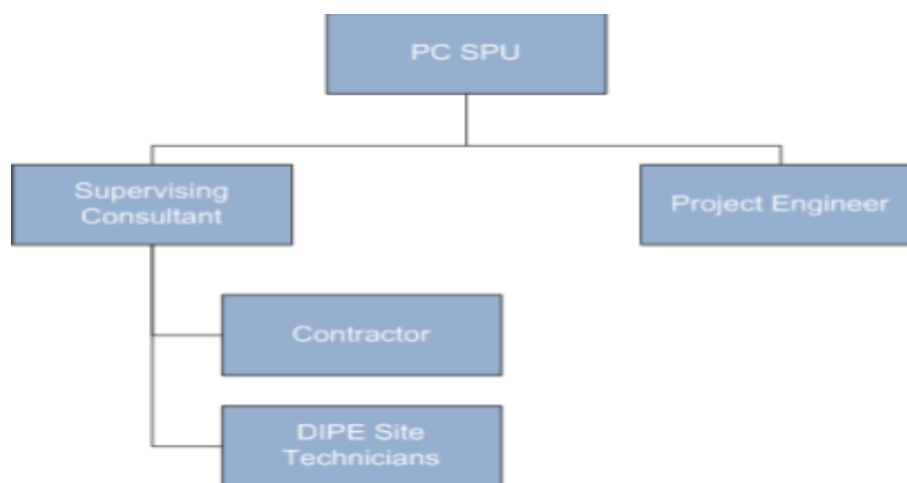 PC SPU
Supervising
Consultant
Project Engineer
Contractor
DIPE Site
Technicians